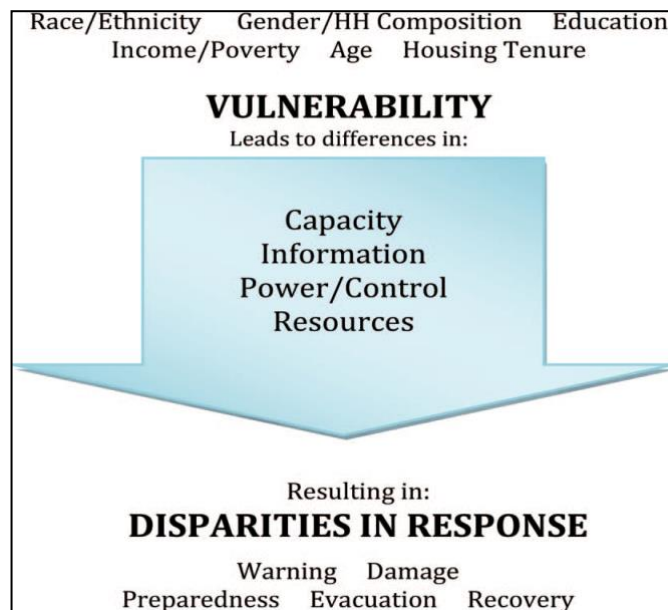 Race/Ethnicity Gender/HH Composition Education
Income/Poverty Age Housing Tenure
VULNERABILITY
Leads to differences in:
Capacity
Information
Power/Control
Resources
Resulting in:
DISPARITIES IN RESPONSE
Warning Damage
Preparedness Evacuation Recovery